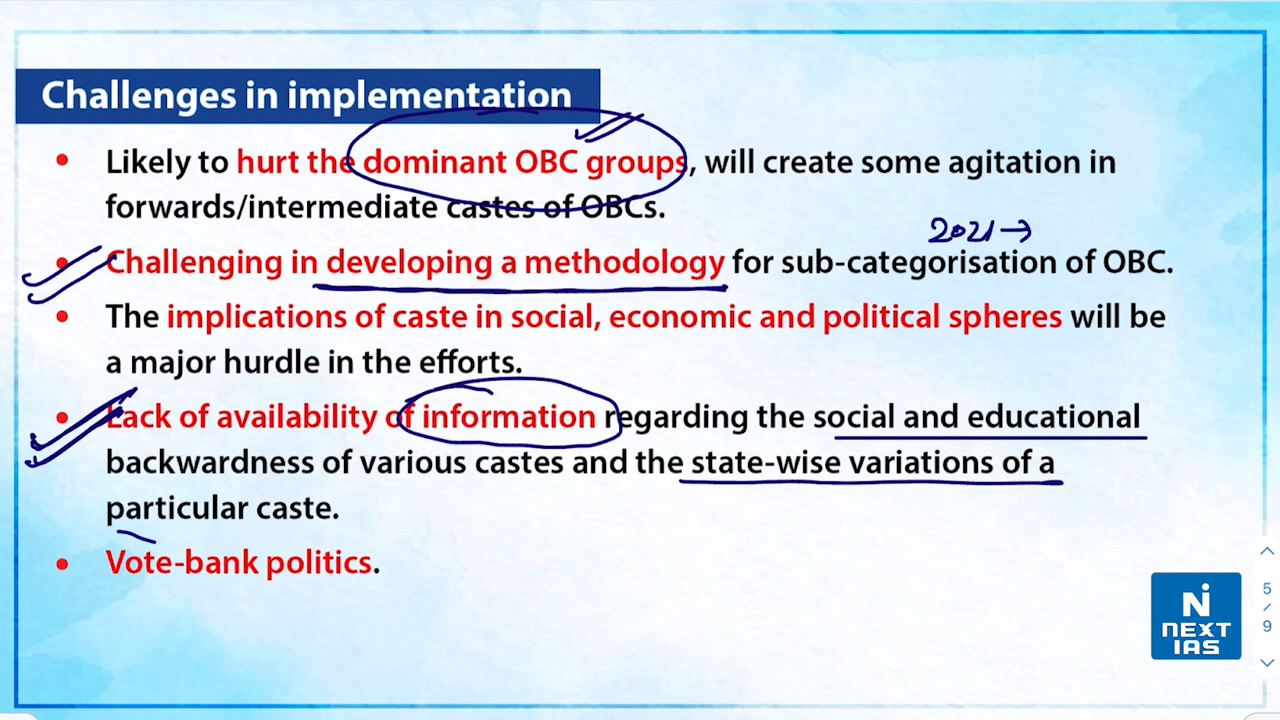 Challenges in implementation
• Likely to hurt the dominant OBC groups, will create some agitation in
forwards/intermediate castes of OBCs.
2021→
• Challenging in developing a methodology for sub-categorisation of OBC.
• The implications of caste in social, economic and political spheres will be
a major hurdle in the efforts.
• Lack of availability of information regarding the social and educational
backwardness of various castes and the state-wise variations of a
particular caste.
• Vote-bank politics.
5
/
9
N
NEXT
IAS